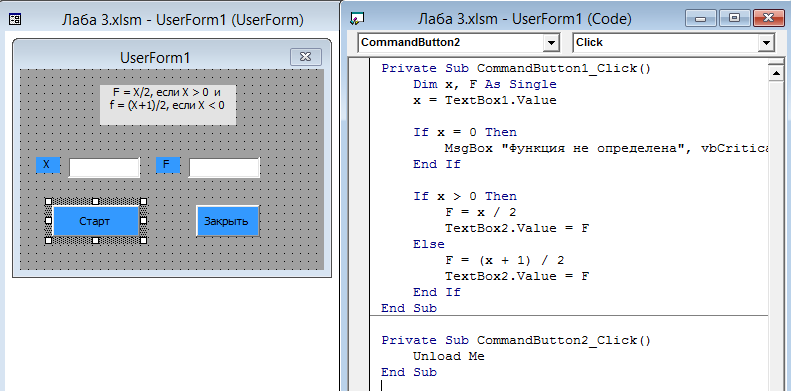 Лаба 3.xlsm - UserForm1 (UserForm)
UserForm1
F = X/2, если X > 0 и
f = (X+1)/2, если X < 0
X
F
Старт
Закрыть
Лаба 3.xlsm - UserForm1 (Code)
CommandButton2
Click
Private Sub CommandButton1_Click()
Dim x, F As Single
x = TextBox1.Value
If x = 0 Then
MsgBox "Функция не определена", vbCritica
End If
If x > 0 Then
F = x / 2
TextBox2.Value = F
Else
F = (x + 1) / 2
TextBox2.Value = F
End If
End Sub
Private Sub CommandButton2_Click()
Unload Me
End Sub